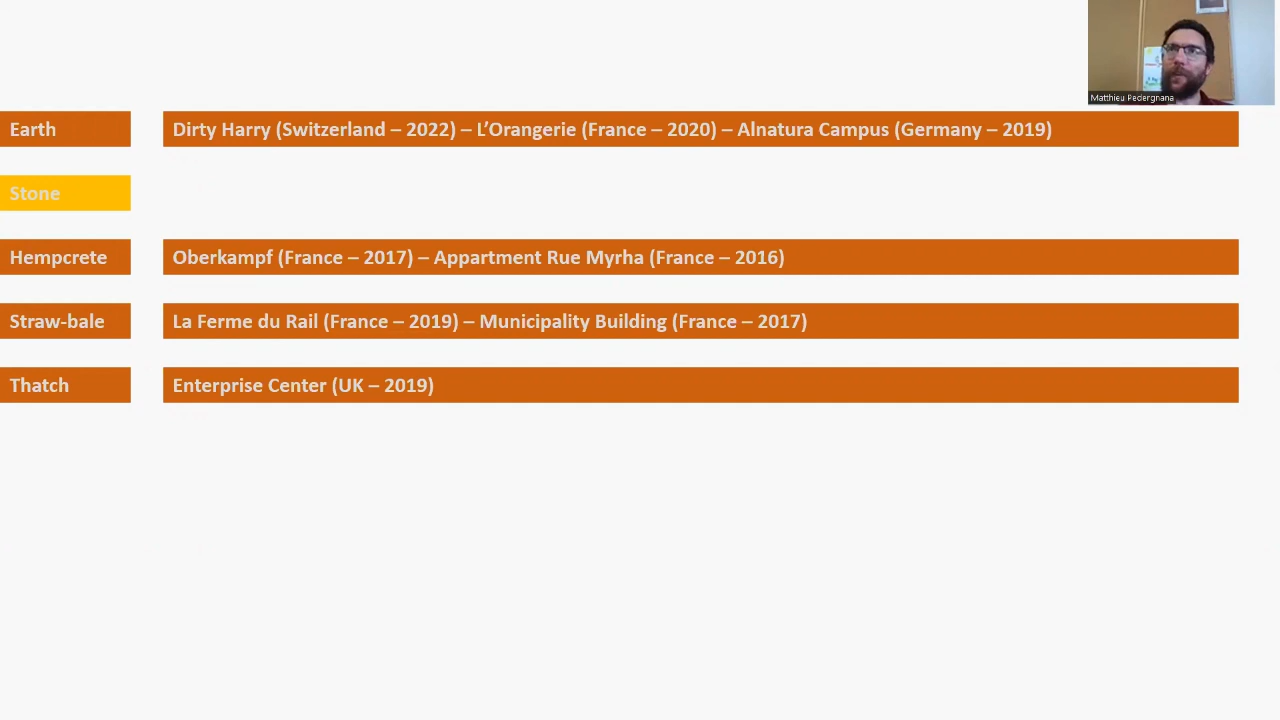 Matthieu Pedergnana
Earth
Dirty Harry (Switzerland – 2022) – L’Orangerie (France – 2020) – Alnatura Campus (Germany – 2019)
Stone
Hempcrete
Oberkampf (France – 2017) – Appartment Rue Myrha (France – 2016)
Straw-bale
La Ferme du Rail (France – 2019) – Municipality Building (France – 2017)
Thatch
Enterprise Center (UK – 2019)